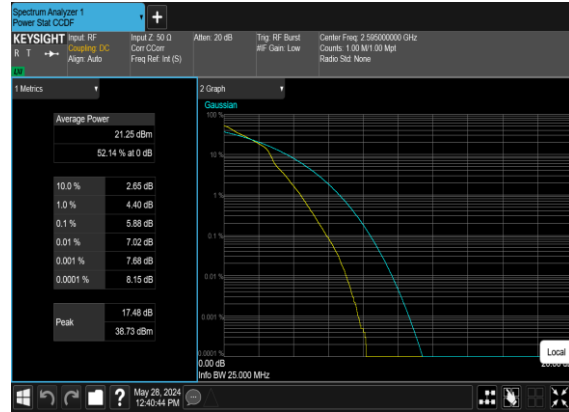 Spectrum Analyzer 1
Power Stat CCDF
KEYSIGHT
R T
LM
Input: RF
Coupling: DC
Align: Auto
Input Z: 50 Ω
Corr CCorr
Freq Ref: Int (S)
Atten: 20 dB
Trig: RF Burst
#IF Gain: Low
Center Freq: 2.595000000 GHz
Counts: 1.00 M/1.00 Mpt
Radio Std: None
1 Metrics
Average Power
21.25 dBm
52.14 % at 0 dB
10.0 % 2.65 dB
1.0 % 4.40 dB
0.1 % 5.88 dB
0.01 % 7.02 dB
0.001 % 7.68 dB
0.0001 % 8.15 dB
Peak
17.48 dB
38.73 dBm
2 Graph
Gaussian
100 %
10 %
1 %
0.1 %
0.01 %
0.001 %
0.0001 %
0.00 dB
Info BW 25.000 MHz
Local
?
May 28, 2024
12:40:44 PM